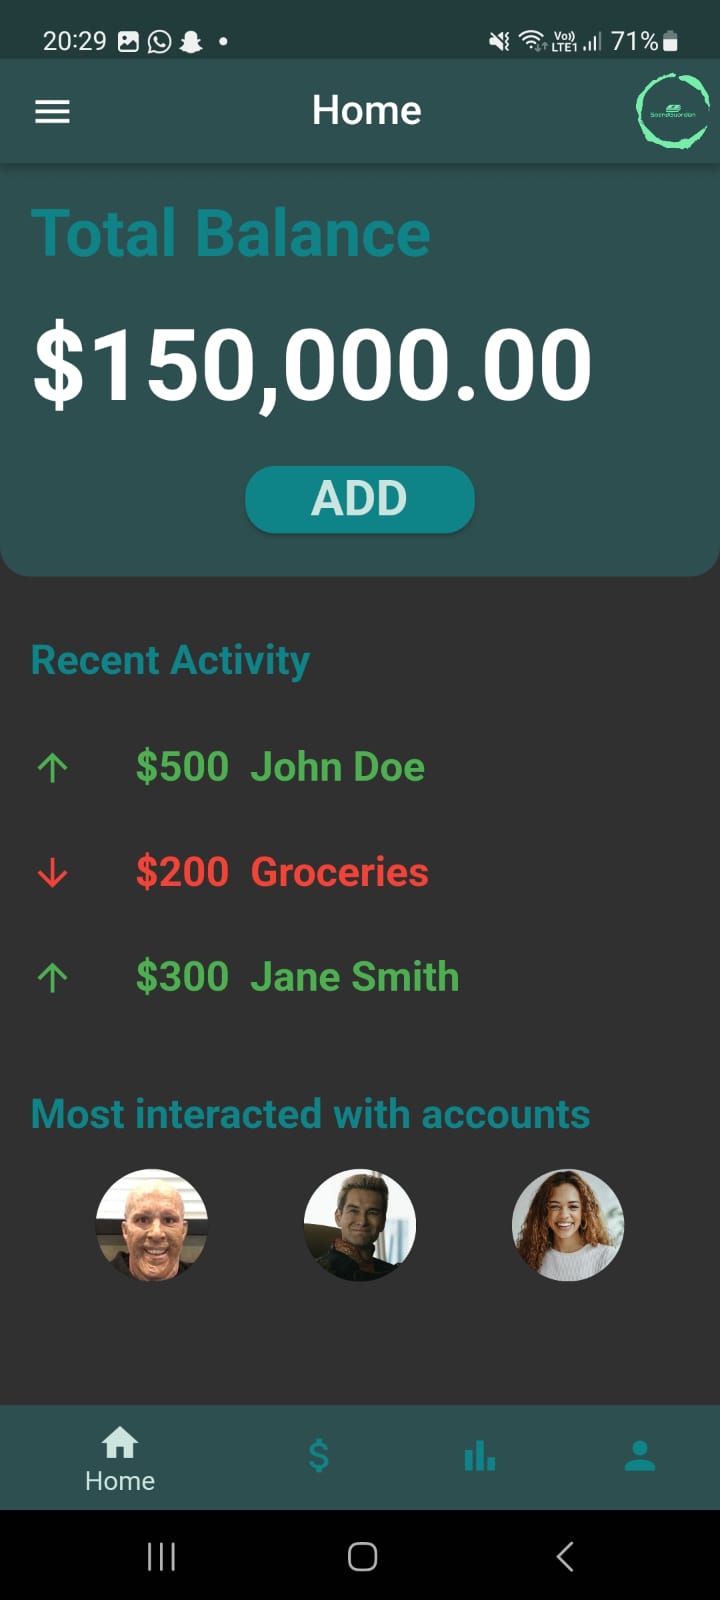 20:29
Vo))
LTE1
71%
Home
Total Balance
$150,000.00
ADD
Recent Activity
$500 John Doe
$200 Groceries
$300 Jane Smith
Most interacted with accounts
Home